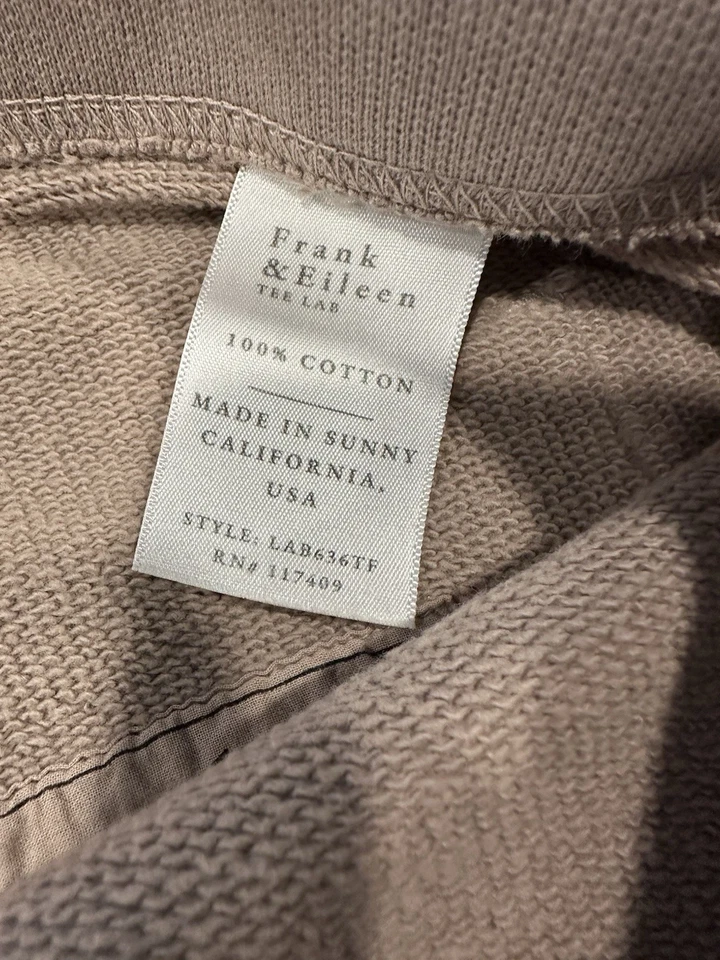 Frank
&Eileen
TEE LAB
100% COTTON
MADE IN SUNNY
CALIFORNIA,
USA
STYLE: LAB636TF
RN# 117409